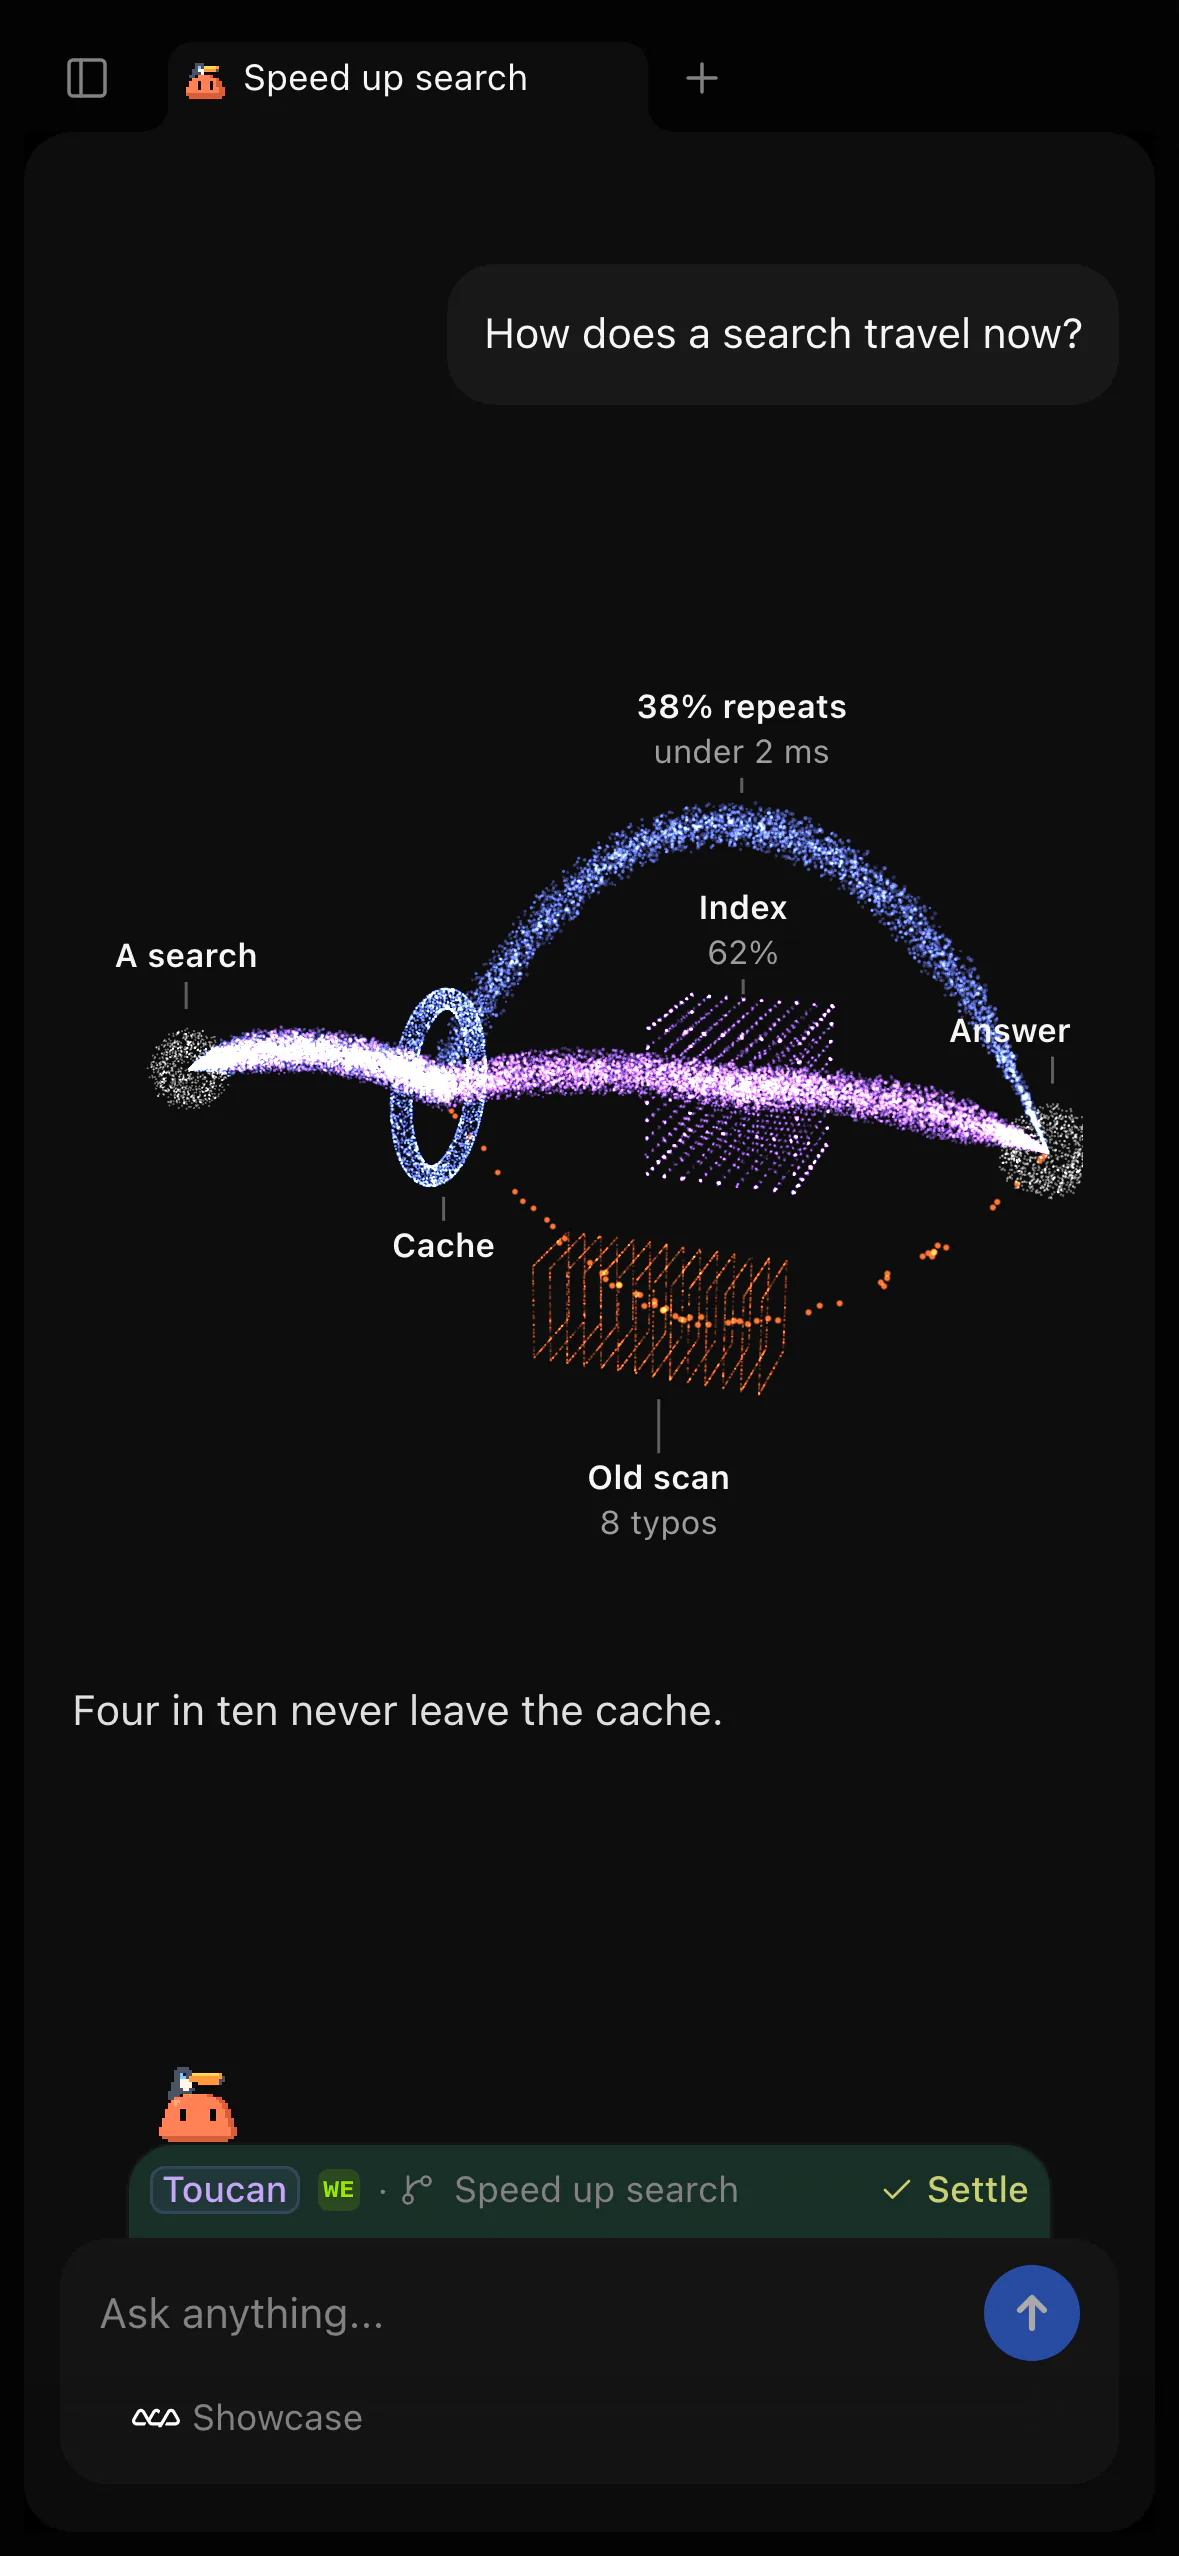 Speed up search
How does a search travel now?
38% repeats
under 2 ms
Index
62%
A search
Answer
Cache
Old scan
8 typos
Four in ten never leave the cache.
Toucan WE · Speed up search Settle
Ask anything...
Showcase